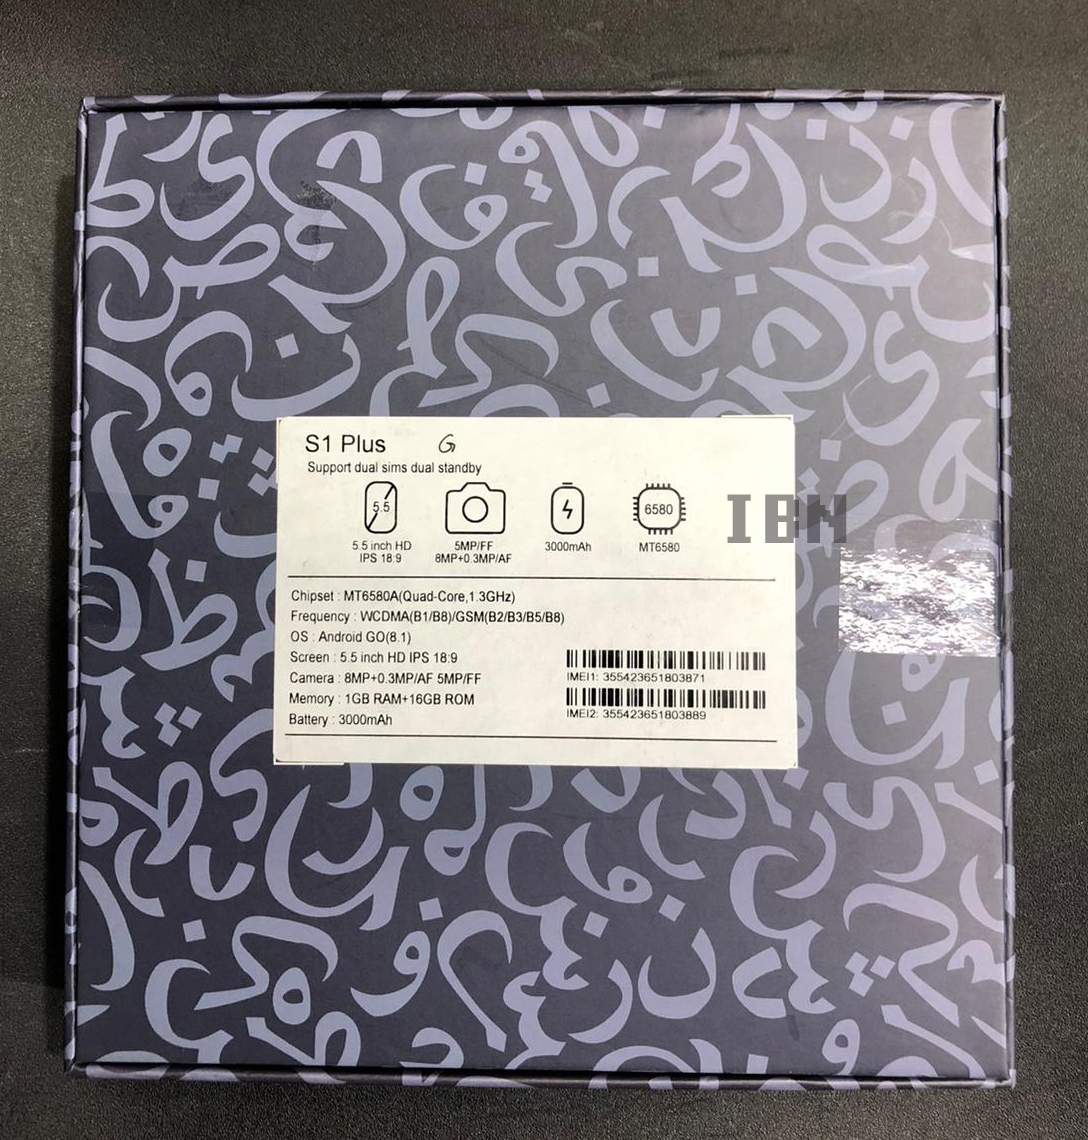 S1 Plus G
Support dual sims dual standby
5.5
6580
5.5 inch HD
IPS 18:9
5MP/FF
8MP+0.3MP/AF
3000mAh
MT6580
IBN
Chipset : MT6580A(Quad-Core,1.3GHz)
Frequency : WCDMA(B1/B8)/GSM(B2/B3/B5/B8)
OS : Android GO(8.1)
Screen : 5.5 inch HD IPS 18:9
Camera : 8MP+0.3MP/AF 5MP/FF
Memory : 1GB RAM+16GB ROM
Battery : 3000mAh
IMEI1: 355423651803871
IMEI2: 355423651803889